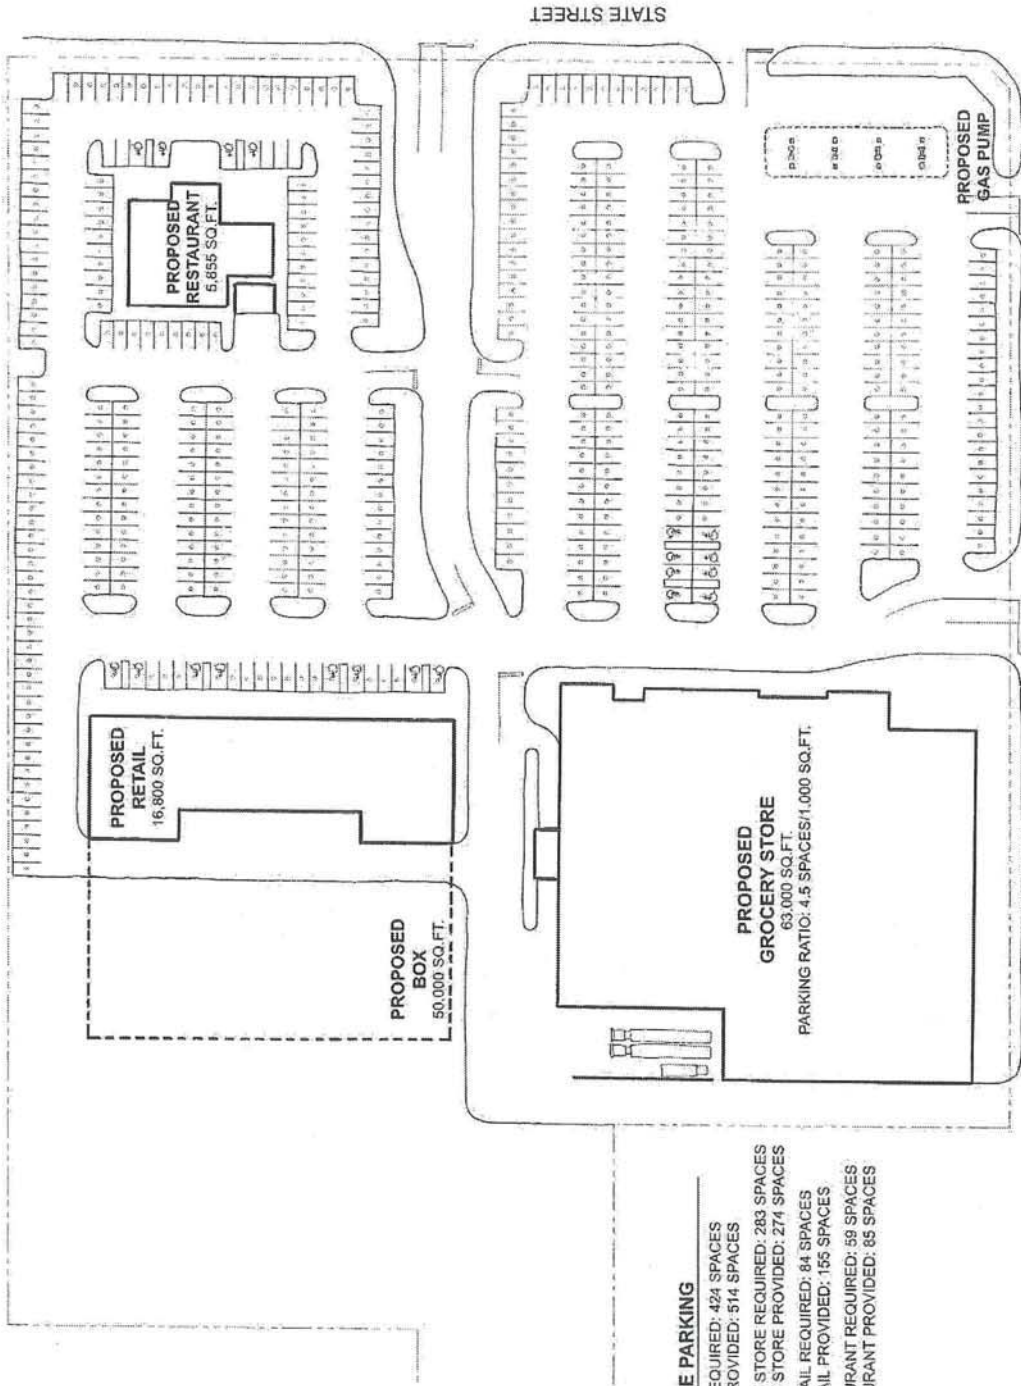 STATE STREET
PROPOSED
RESTAURANT
5,855 SQ.FT.
PROPOSED
GAS PUMP
PROPOSED
RETAIL
16,800 SQ.FT.
PROPOSED
BOX
50,000 SQ.FT.
PROPOSED
GROCERY STORE
63,000 SQ.FT.
PARKING RATIO: 4.5 SPACES/1,000 SQ.FT.
E PARKING
EQUIRED: 424 SPACES
ROVIDED: 514 SPACES
STORE REQUIRED: 283 SPACES
STORE PROVIDED: 274 SPACES
AIL REQUIRED: 84 SPACES
AIL PROVIDED: 155 SPACES
URANT REQUIRED: 59 SPACES
URANT PROVIDED: 85 SPACES